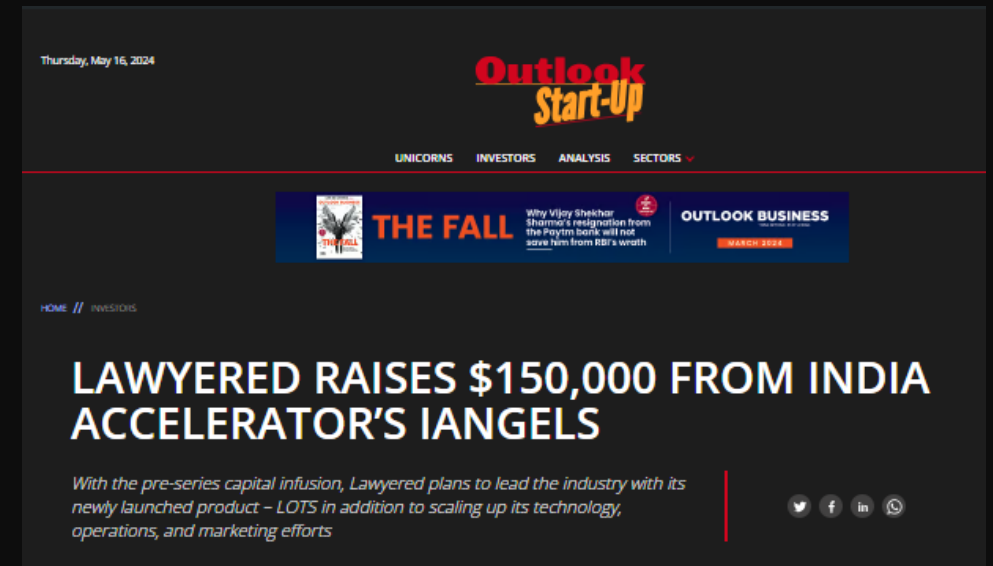 Thursday, May 16, 2024
Outlook
Start-Up
UNICORNS INVESTORS ANALYSIS SECTORS
THE FALL
THE FALL
Why Vijay Shekhar
Sharma's resignation from
the Paytm bank will not
save him from RBI's wrath
OUTLOOK BUSINESS
MARCH 2024
HOME // INVESTORS
LAWYERED RAISES $150,000 FROM INDIA
ACCELERATOR'S IANGELS
With the pre-series capital infusion, Lawyered plans to lead the industry with its
newly launched product – LOTS in addition to scaling up its technology,
operations, and marketing efforts